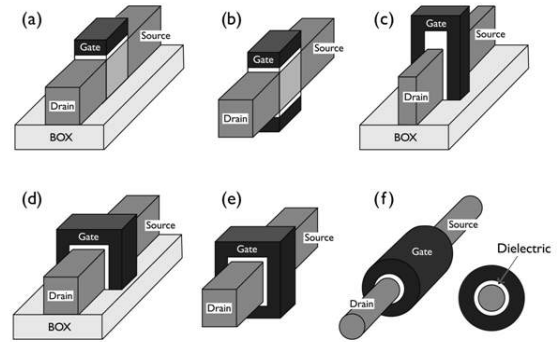 (a)
Gate
Source
Drain
BOX
(b)
Gate
Source
Drain
(c)
Gate
Source
Drain
BOX
(d)
Gate
Source
Drain
BOX
(e)
Gate
Source
Drain
(f)
Source
Gate
Drain
Dielectric